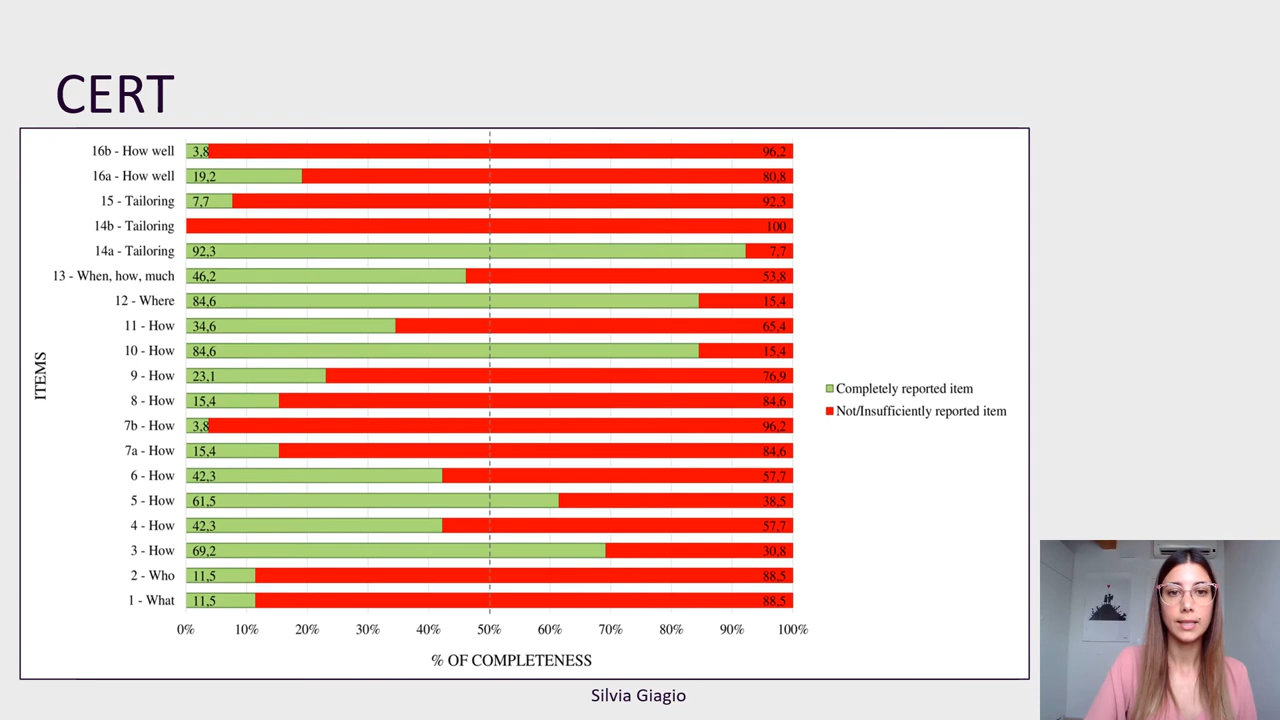 CERT
16b - How well 3,8 96,2
16a - How well 19,2 80,8
15 - Tailoring 7,7 92,3
14b - Tailoring 100
14a - Tailoring 92,3 7,7
13 - When, how, much 46,2 53,8
12 - Where 84,6 15,4
11 - How 34,6 65,4
10 - How 84,6 15,4
9 - How 23,1 76,9
8 - How 15,4 84,6
7b - How 3,8 96,2
7a - How 15,4 84,6
6 - How 42,3 57,7
5 - How 61,5 38,5
4 - How 42,3 57,7
3 - How 69,2 30,8
2 - Who 11,5 88,5
1 - What 11,5 88,5
ITEMS
0% 10% 20% 30% 40% 50% 60% 70% 80% 90% 100%
% OF COMPLETENESS
Completely reported item
Not/Insufficiently reported item
Silvia Giagio